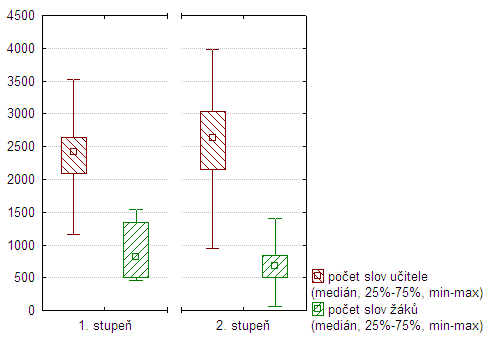 4500
4000
3500
3000
2500
2000
1500
1000
500
0
1. stupeň
2. stupeň
počet slov učitele
(medián, 25%-75%, min-max)
počet slov žáků
(medián, 25%-75%, min-max)